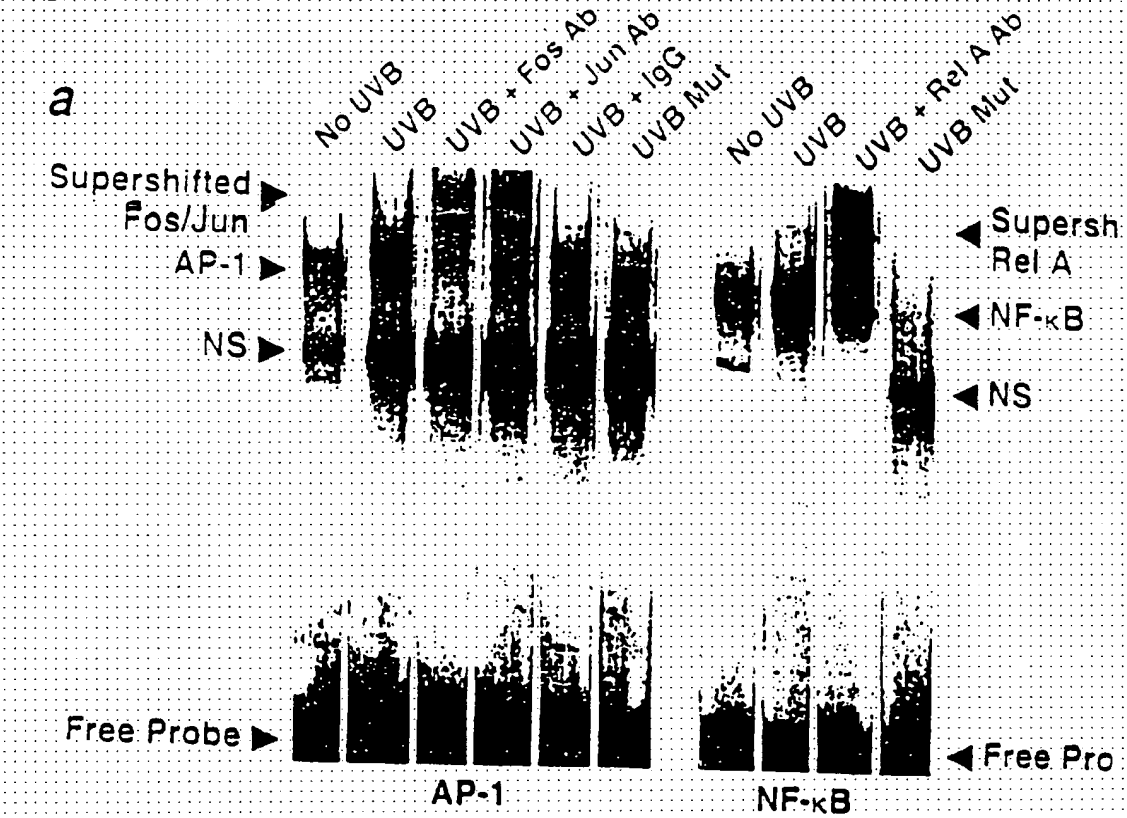 a
No UVB
UVB
UVB + Fos Ab
UVB + Jun Ab
UVB + IgG
UVB Mut
No UVB
UVB
UVB + Rel A Ab
UVB Mut
Supershifted
Fos/Jun
AP-1
NS
Free Probe
Supersh
Rel A
NF-κB
NS
Free Pro
AP-1
NF-κB